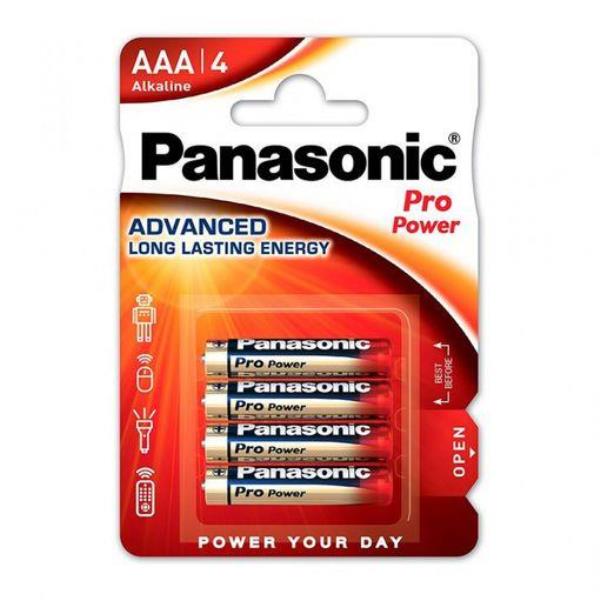 AAA|4
Alkaline
Panasonic®
Pro
Power
ADVANCED
LONG LASTING ENERGY
Panasonic
Pro Power
Panasonic
Pro Power
Panasonic
Pro Power
Panasonic
Pro Power
BEST
BEFORE
OPEN
POWER YOUR DAY